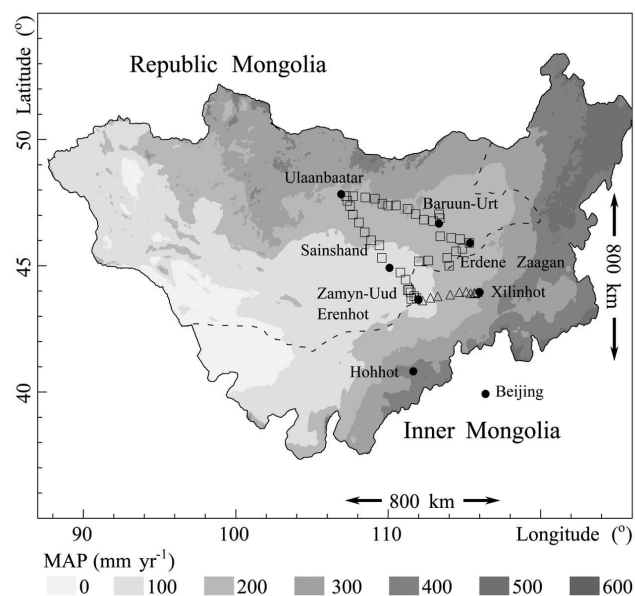 Latitude (º)
Republic Mongolia
50
45
40
Ulaanbaatar
Baruun-Urt
Sainshand
Erdene Zaagan
Zamyn-Uud
Erenhot
Xilinhot
800 km
Hohhot
Beijing
Inner Mongolia
800 km
90
100
110
Longitude (º)
MAP (mm yr-1)
0
100
200
300
400
500
600